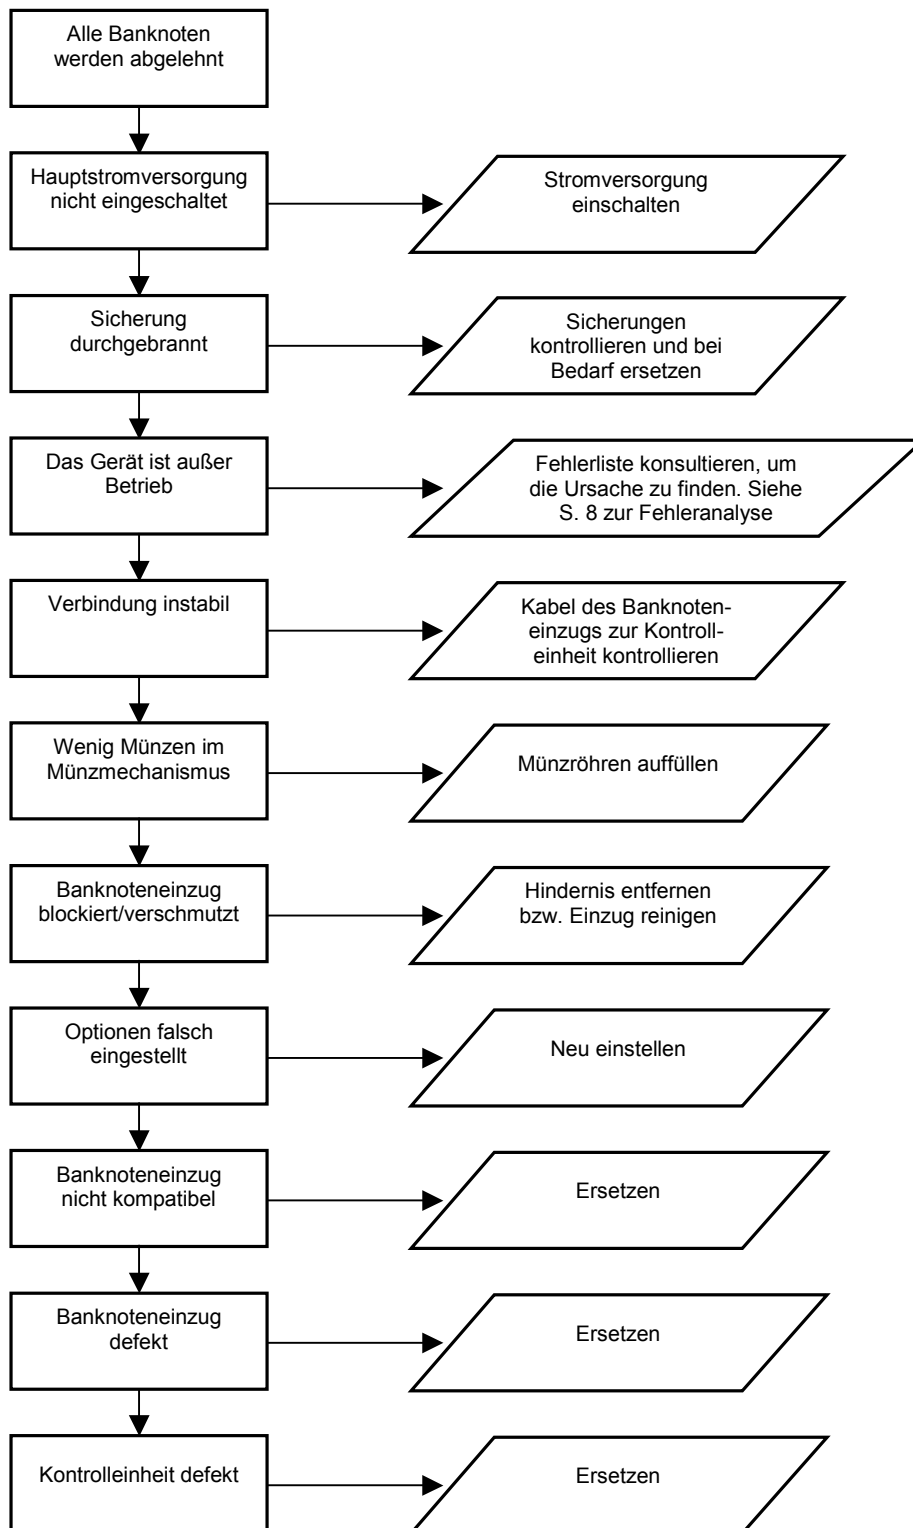 Alle Banknoten
werden abgelehnt
Hauptstromversorgung
nicht eingeschaltet
Stromversorgung
einschalten
Sicherung
durchgebrannt
Sicherungen
kontrollieren und bei
Bedarf ersetzen
Das Gerät ist außer
Betrieb
Fehlerliste konsultieren, um
die Ursache zu finden. Siehe
S. 8 zur Fehleranalyse
Verbindung instabil
Kabel des Banknoten-
einzugs zur Kontroll-
einheit kontrollieren
Wenig Münzen im
Münzmechanismus
Münzröhren auffüllen
Banknoteneinzug
blockiert/verschmutzt
Hindernis entfernen
bzw. Einzug reinigen
Optionen falsch
eingestellt
Neu einstellen
Banknoteneinzug
nicht kompatibel
Ersetzen
Banknoteneinzug
defekt
Ersetzen
Kontrolleinheit defekt
Ersetzen